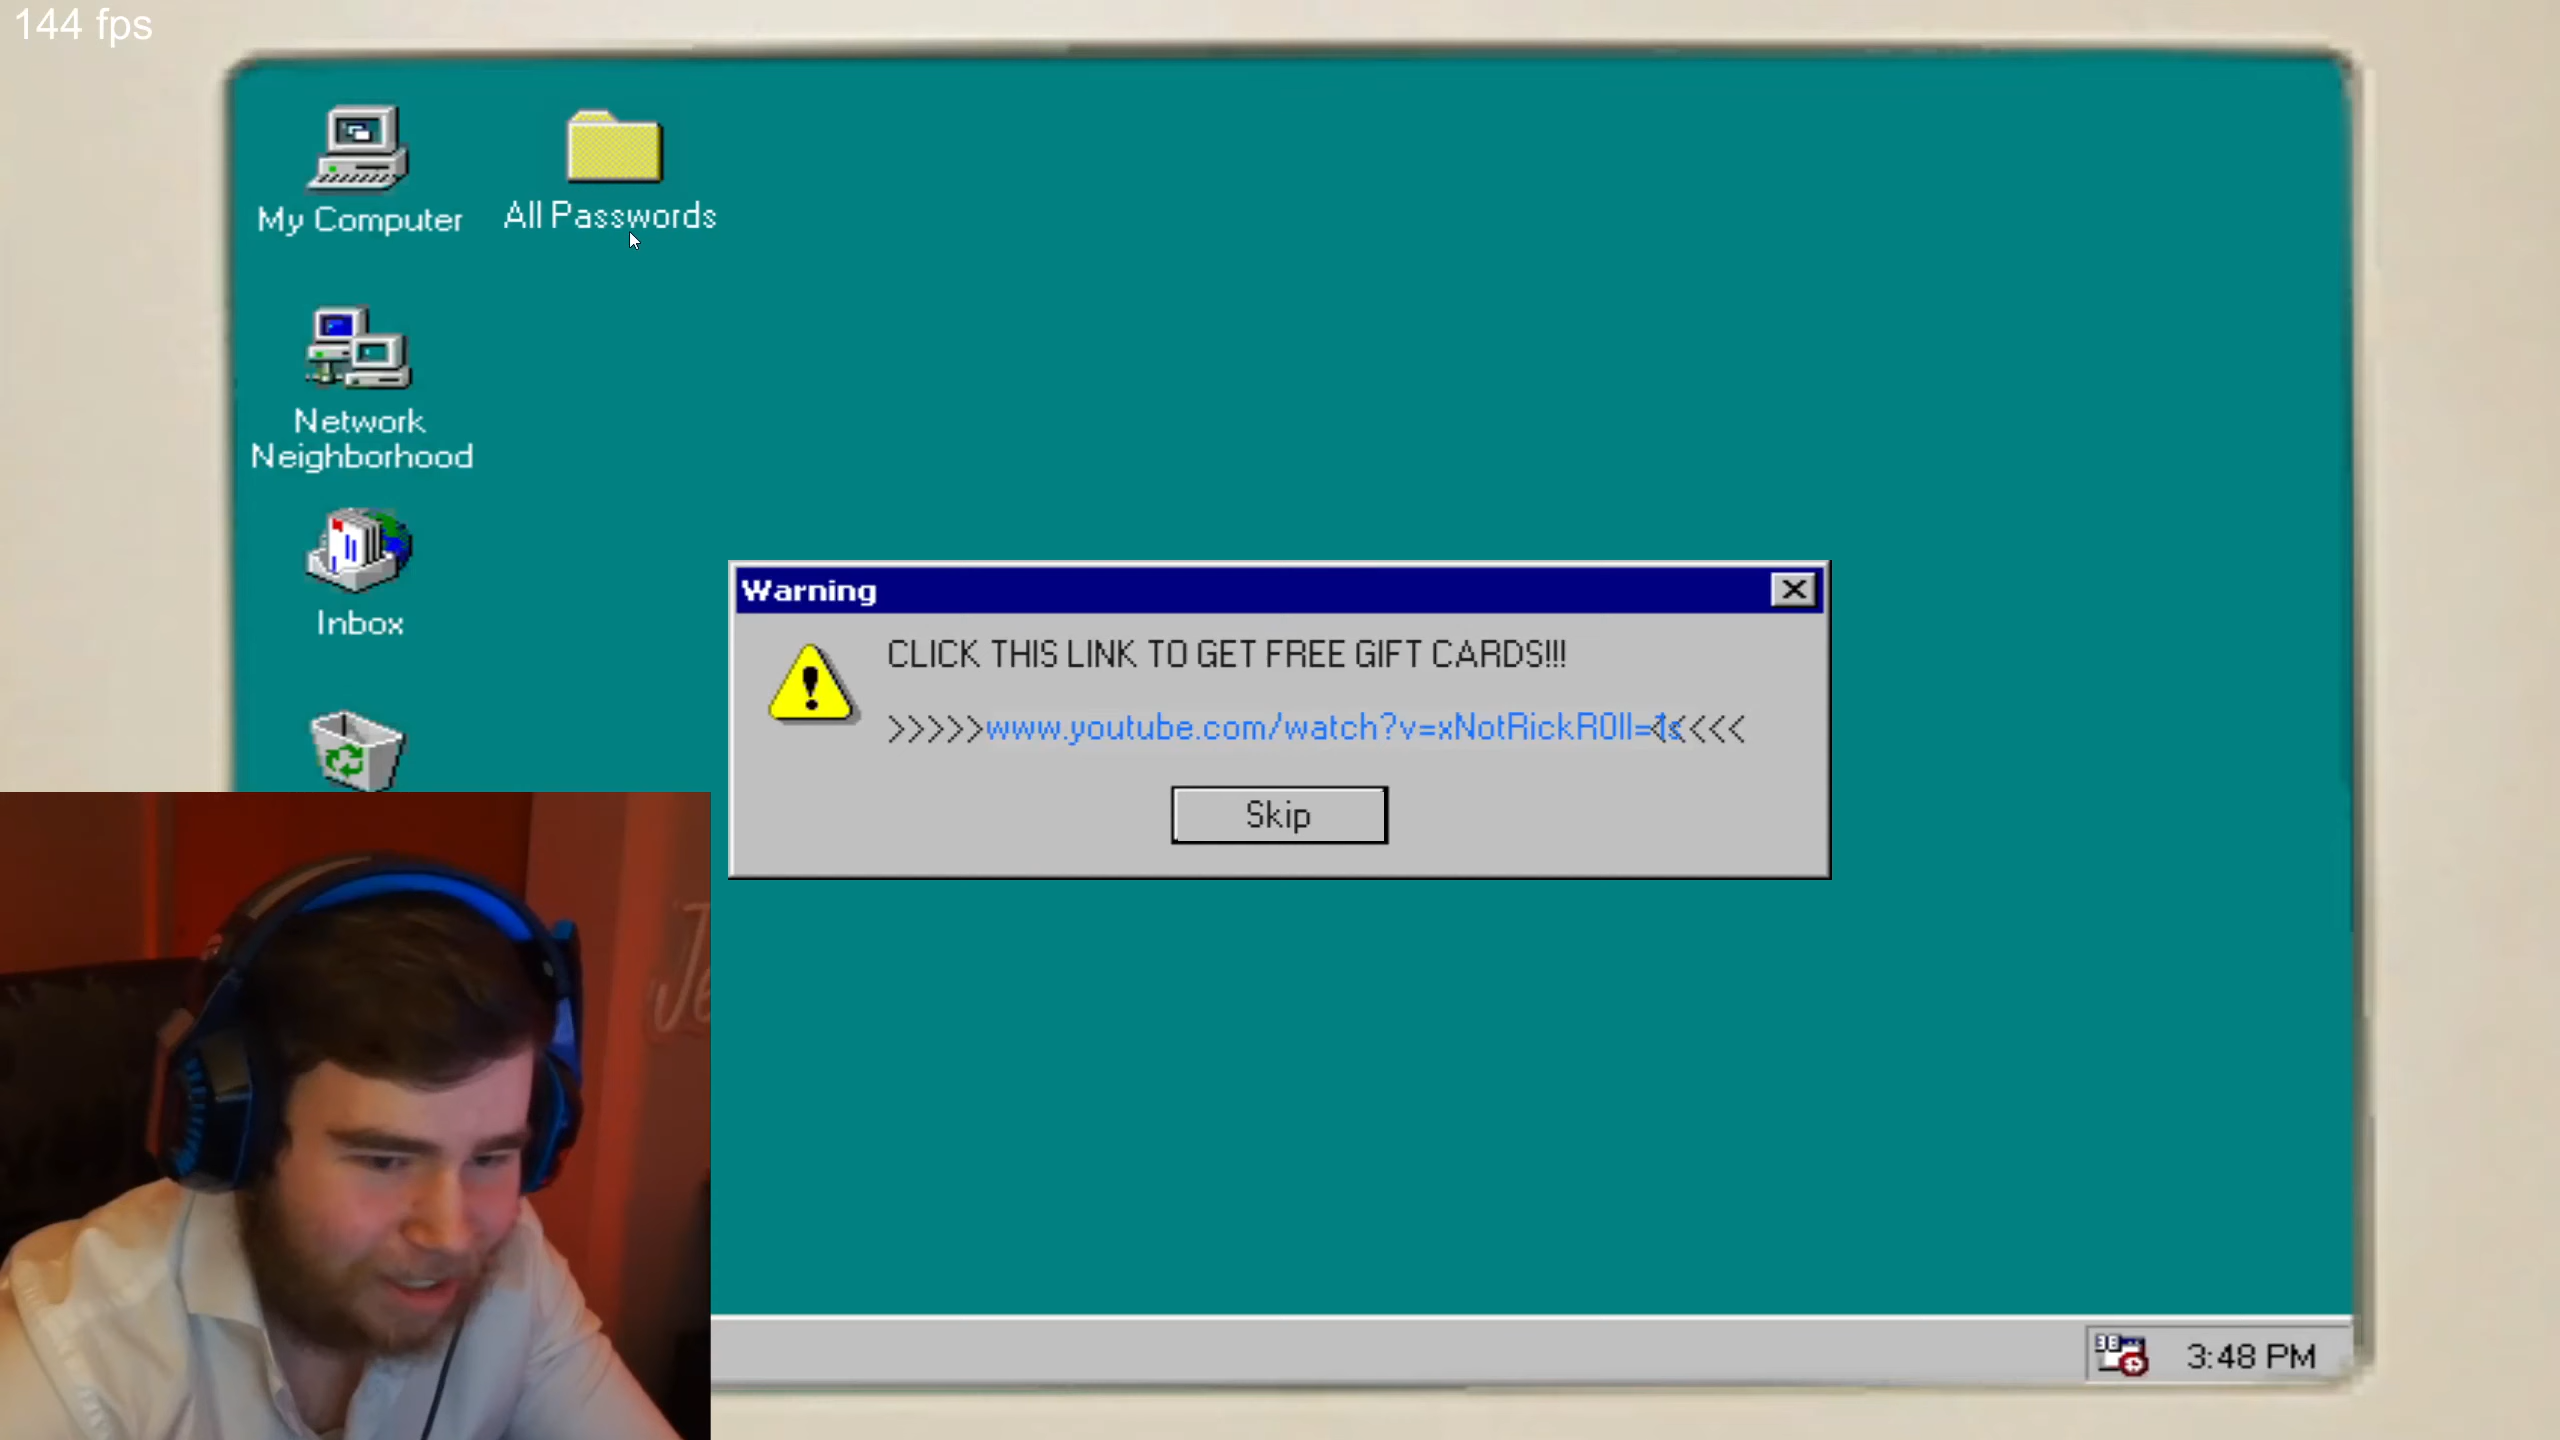 144 fps
My Computer
All Passwords
Network
Neighborhood
Inbox
Warning
CLICK THIS LINK TO GET FREE GIFT CARDS!!!
>>>>>www.youtube.com/watch?v=xNotRickR0ll=1s<<<<<
Skip
3:48 PM